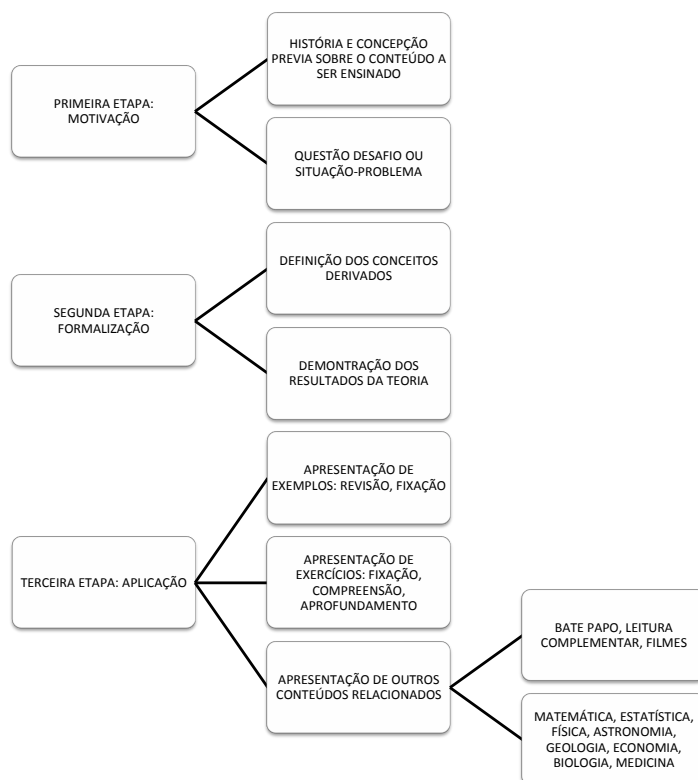 HISTÓRIA E CONCEPÇÃO
PREVIA SOBRE O CONTEÚDO A
SER ENSINADO
PRIMEIRA ETAPA:
MOTIVAÇÃO
QUESTÃO DESAFIO OU
SITUAÇÃO-PROBLEMA
DEFINIÇÃO DOS CONCEITOS
DERIVADOS
SEGUNDA ETAPA:
FORMALIZAÇÃO
DEMONTRAÇÃO DOS
RESULTADOS DA TEORIA
APRESENTAÇÃO DE
EXEMPLOS: REVISÃO, FIXAÇÃO
TERCEIRA ETAPA: APLICAÇÃO
APRESENTAÇÃO DE
EXERCÍCIOS: FIXAÇÃO,
COMPREENSÃO,
APROFUNDAMENTO
APRESENTAÇÃO DE OUTROS
CONTEÚDOS RELACIONADOS
BATE PAPO, LEITURA
COMPLEMENTAR, FILMES
MATEMÁTICA, ESTATÍSTICA,
FÍSICA, ASTRONOMIA,
GEOLOGIA, ECONOMIA,
BIOLOGIA, MEDICINA